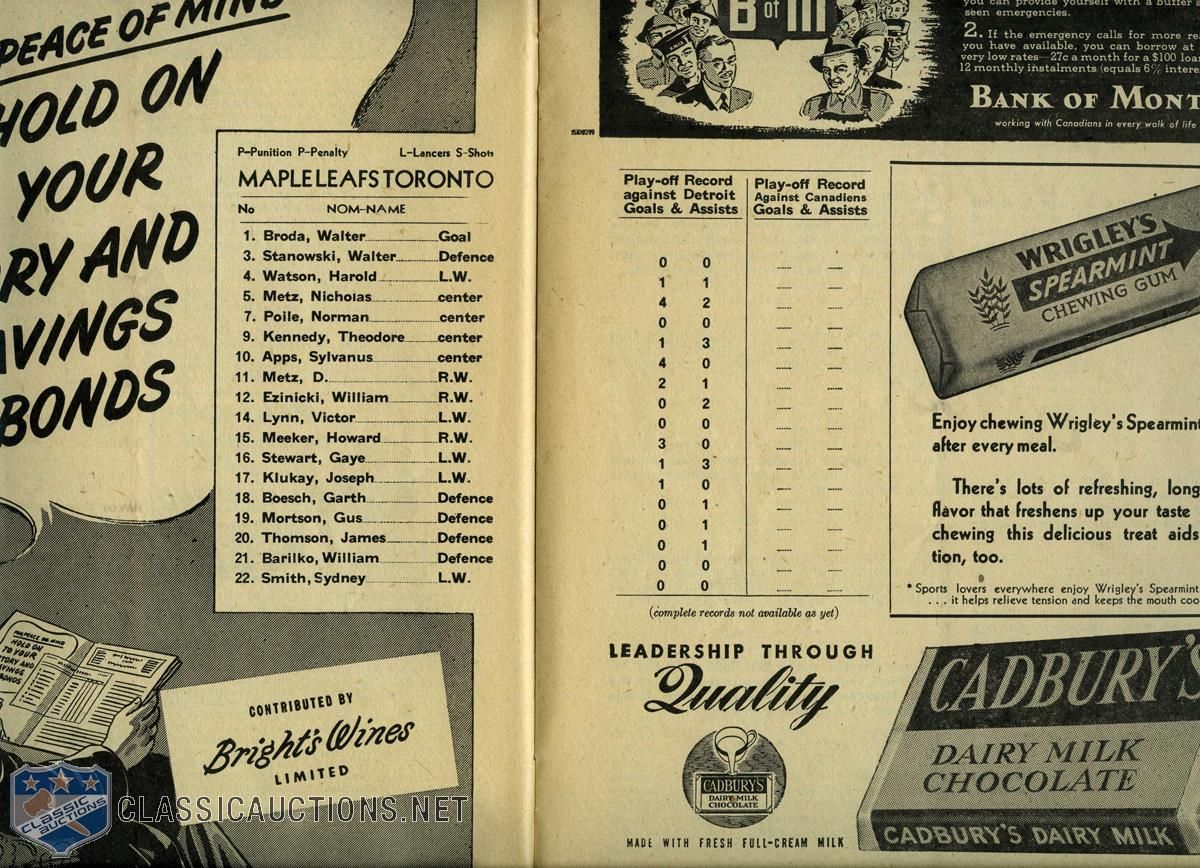 PEACE OF MIND
HOLD ON
YOUR
AND
BONDS
P-Punition P-Penalty L-Lancers S-Shots
MAPLE LEAFS TORONTO
No NOM-NAME
1. Broda, Walter Goal
3. Stanowski, Walter Defence
4. Watson, Harold L.W.
5. Metz, Nicholas center
7. Poile, Norman center
9. Kennedy, Theodore center
10. Apps, Sylvanus center
11. Metz, D. R.W.
12. Ezinicki, William R.W.
14. Lynn, Victor L.W.
15. Meeker, Howard R.W.
16. Stewart, Gaye L.W.
17. Klukay, Joseph L.W.
18. Boesch, Garth Defence
19. Mortson, Gus Defence
20. Thomson, James Defence
21. Barilko, William Defence
22. Smith, Sydney L.W.
HOLD ON
TO YOUR
CONTRIBUTED BY
Bright's Wines
LIMITED
CLASSIC
AUCTIONS
CLASSICAUCTIONS.NET
B of M
you can provide yourself with a buffer a
seen emergencies.
2. If the emergency calls for more rea
you have available, you can borrow at
very low rates—27c a month for a $100 loan
12 monthly instalments (equals 6% interes
BANK OF MONT
working with Canadians in every walk of life
Play-off Record
against Detroit
Goals & Assists
Play-off Record
Against Canadiens
Goals & Assists
0 0 .... ....
1 1 .... ....
4 2 .... ....
0 0 .... ....
1 3 .... ....
4 0 .... ....
2 1 .... ....
0 2 .... ....
0 0 .... ....
3 0 .... ....
1 3 .... ....
1 0 .... ....
0 1 .... ....
0 1 .... ....
0 1 .... ....
0 0 .... ....
0 0 .... ....
(complete records not available as yet)
WRIGLEY'S
SPEARMINT
CHEWING GUM
Enjoy chewing Wrigley's Spearmint
after every meal.
There's lots of refreshing, long
flavor that freshens up your taste
chewing this delicious treat aids
tion, too.
* Sports lovers everywhere enjoy Wrigley's Spearmint
. . . it helps relieve tension and keeps the mouth coo
LEADERSHIP THROUGH
Quality
CADBURY'S
DAIRY MILK
CHOCOLATE
MADE WITH FRESH FULL-CREAM MILK
CADBURY'S
DAIRY MILK
CHOCOLATE
CADBURY'S DAIRY MILK